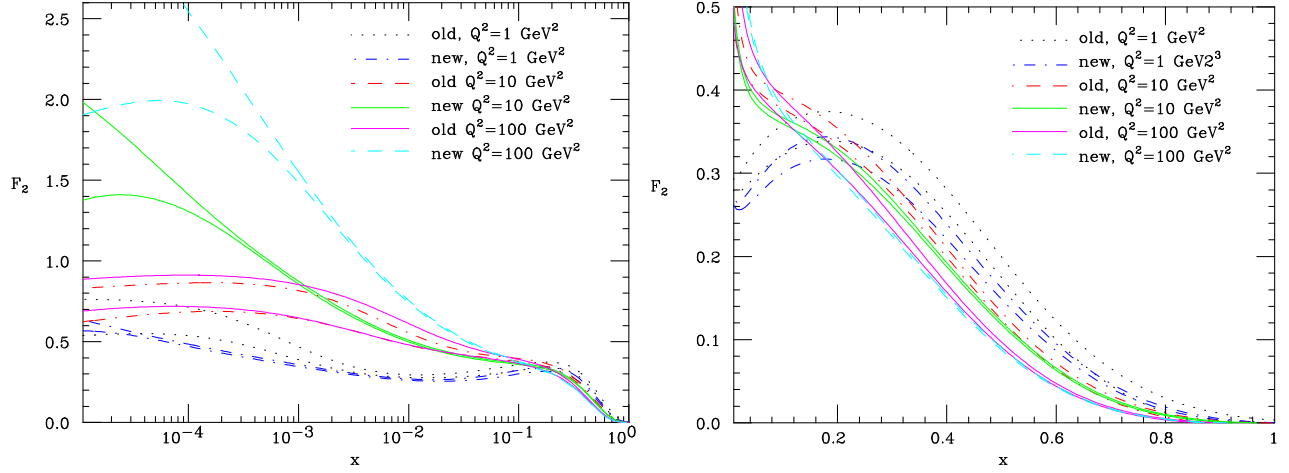 2.5
2.0
1.5
1.0
0.5
0.0
F₂
10⁻⁴
10⁻³
10⁻²
10⁻¹
10⁰
x
old, Q²=1 GeV²
new, Q²=1 GeV²
old Q²=10 GeV²
new Q²=10 GeV²
old Q²=100 GeV²
new Q²=100 GeV²
0.5
0.4
0.3
0.2
0.1
0.0
F₂
0.2
0.4
0.6
0.8
1
x
old, Q²=1 GeV²
new, Q²=1 GeV2³
old, Q²=10 GeV²
new, Q²=10 GeV²
old, Q²=100 GeV²
new, Q²=100 GeV²